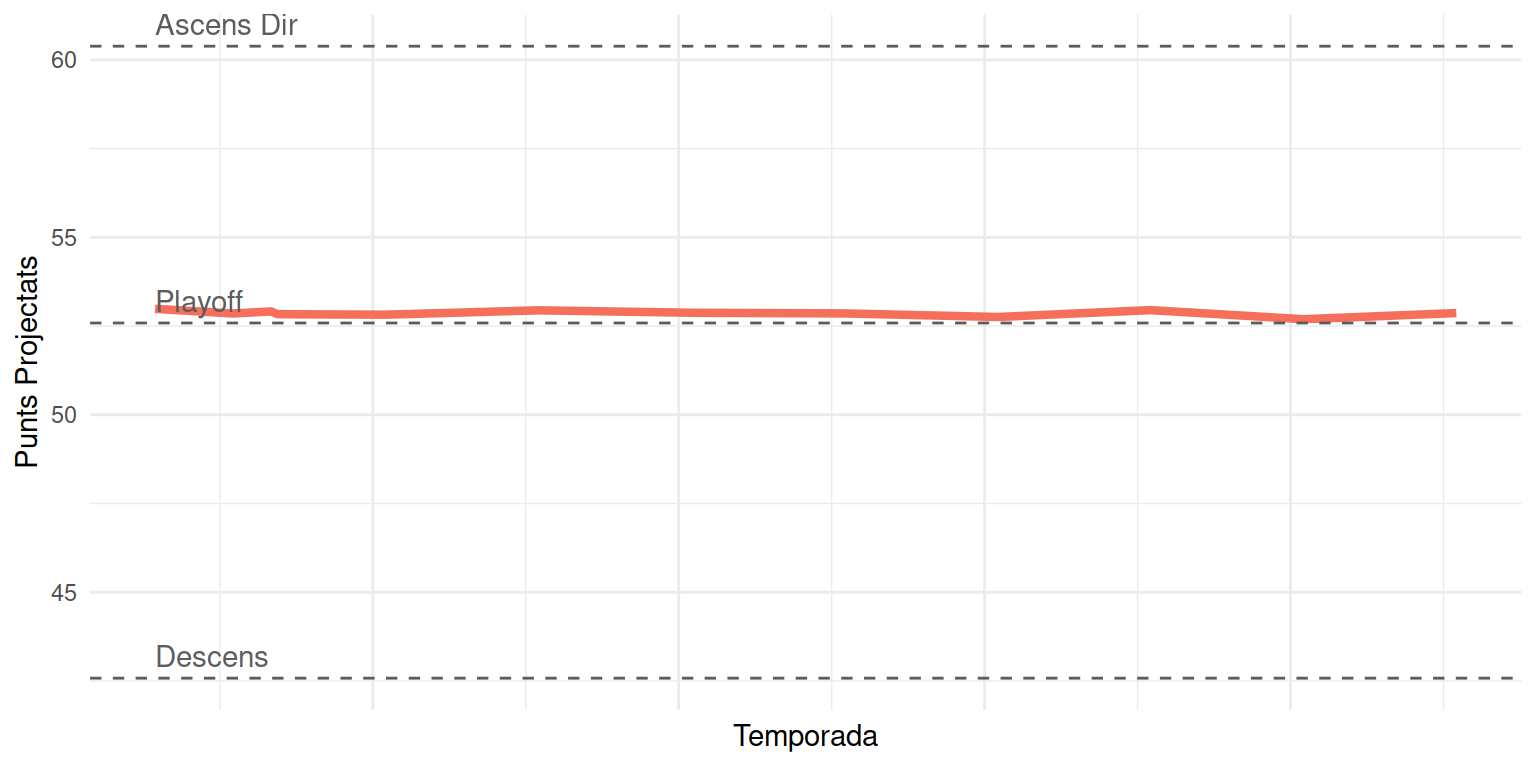 Ascens Dir
60
55
Playoff
50
45
Descens
Punts Projectats
Temporada